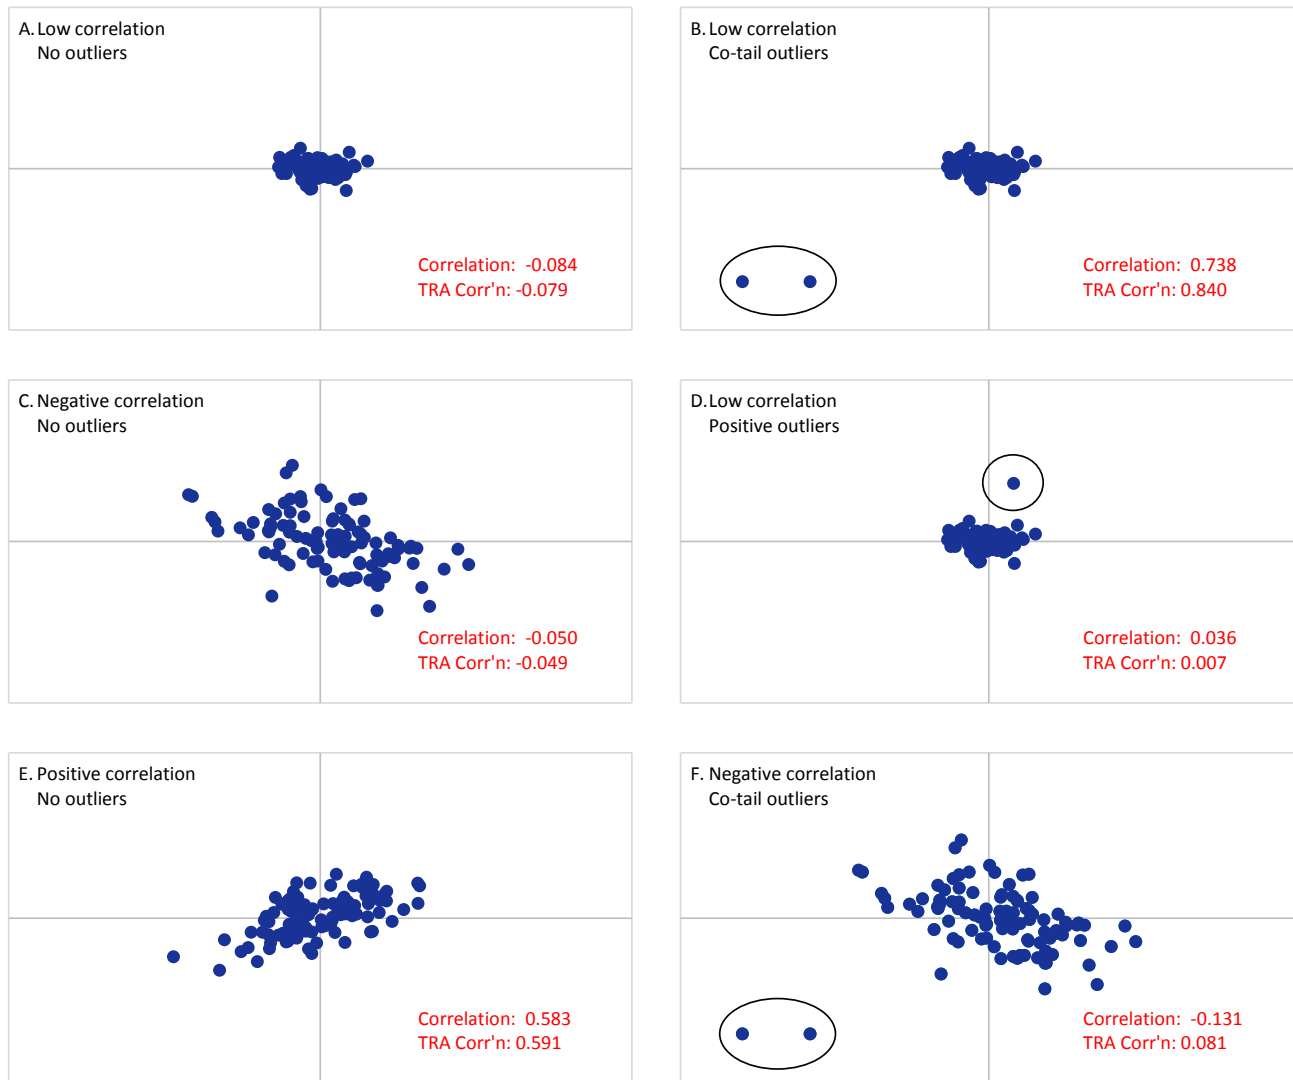 A. Low correlation
No outliers
Correlation: -0.084
TRA Corr'n: -0.079
B. Low correlation
Co-tail outliers
Correlation: 0.738
TRA Corr'n: 0.840
C. Negative correlation
No outliers
Correlation: -0.050
TRA Corr'n: -0.049
D. Low correlation
Positive outliers
Correlation: 0.036
TRA Corr'n: 0.007
E. Positive correlation
No outliers
Correlation: 0.583
TRA Corr'n: 0.591
F. Negative correlation
Co-tail outliers
Correlation: -0.131
TRA Corr'n: 0.081